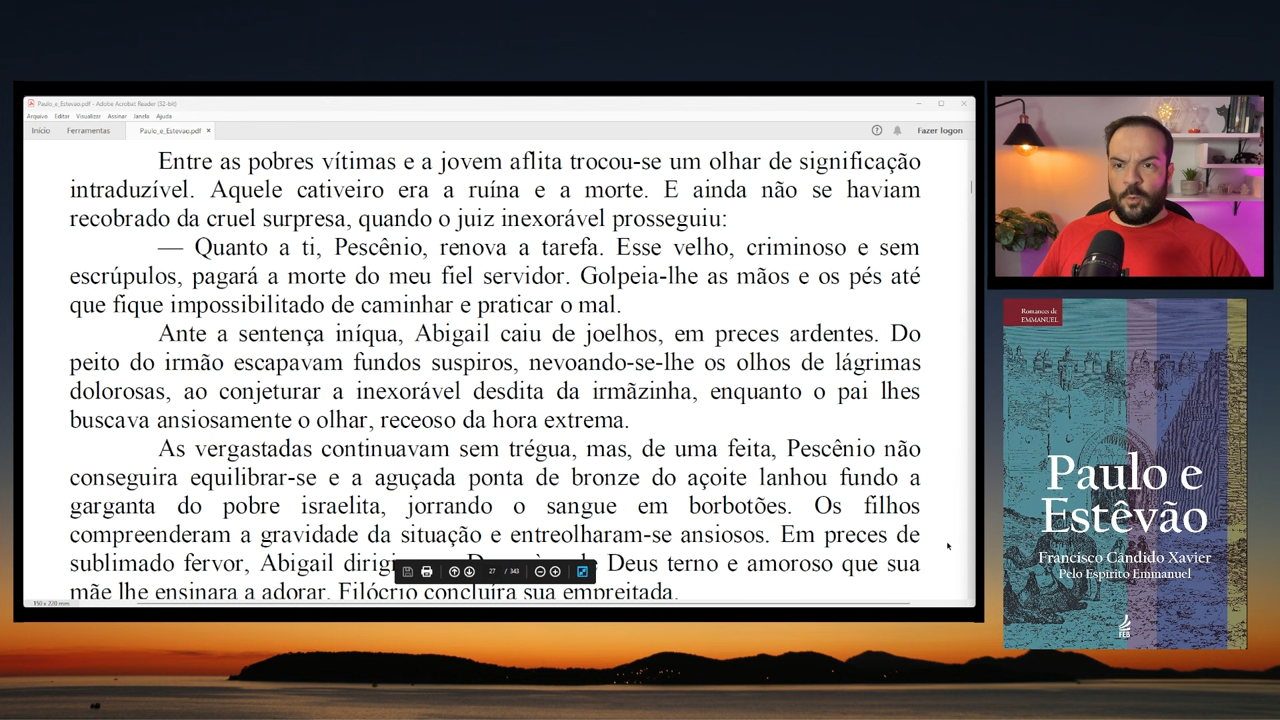 Paulo_e_Estevao.pdf - Adobe Acrobat Reader (32-bit)
Arquivo Editar Visualizar Assinar Janela Ajuda
Início Ferramentas Paulo_e_Estevao.pdf × Fazer logon
Entre as pobres vítimas e a jovem aflita trocou-se um olhar de significação
intraduzível. Aquele cativeiro era a ruína e a morte. E ainda não se haviam
recobrado da cruel surpresa, quando o juiz inexorável prosseguiu:
— Quanto a ti, Pescênio, renova a tarefa. Esse velho, criminoso e sem
escrúpulos, pagará a morte do meu fiel servidor. Golpeia-lhe as mãos e os pés até
que fique impossibilitado de caminhar e praticar o mal.
Ante a sentença iníqua, Abigail caiu de joelhos, em preces ardentes. Do
peito do irmão escapavam fundos suspiros, nevoando-se-lhe os olhos de lágrimas
dolorosas, ao conjeturar a inexorável desdita da irmãzinha, enquanto o pai lhes
buscava ansiosamente o olhar, receoso da hora extrema.
As vergastadas continuavam sem trégua, mas, de uma feita, Pescênio não
conseguira equilibrar-se e a aguçada ponta de bronze do açoite lanhou fundo a
garganta do pobre israelita, jorrando o sangue em borbotões. Os filhos
compreenderam a gravidade da situação e entreolharam-se ansiosos. Em preces de
sublimado fervor, Abigail Deus terno e amoroso que sua
mãe lhe ensinara a adorar. Filócrio concluíra sua empreitada.
27 / 343
150 x 220 mm
Romances de
EMMANUEL
Paulo e
Estêvão
Francisco Cândido Xavier
Pelo Espírito Emmanuel
FEB